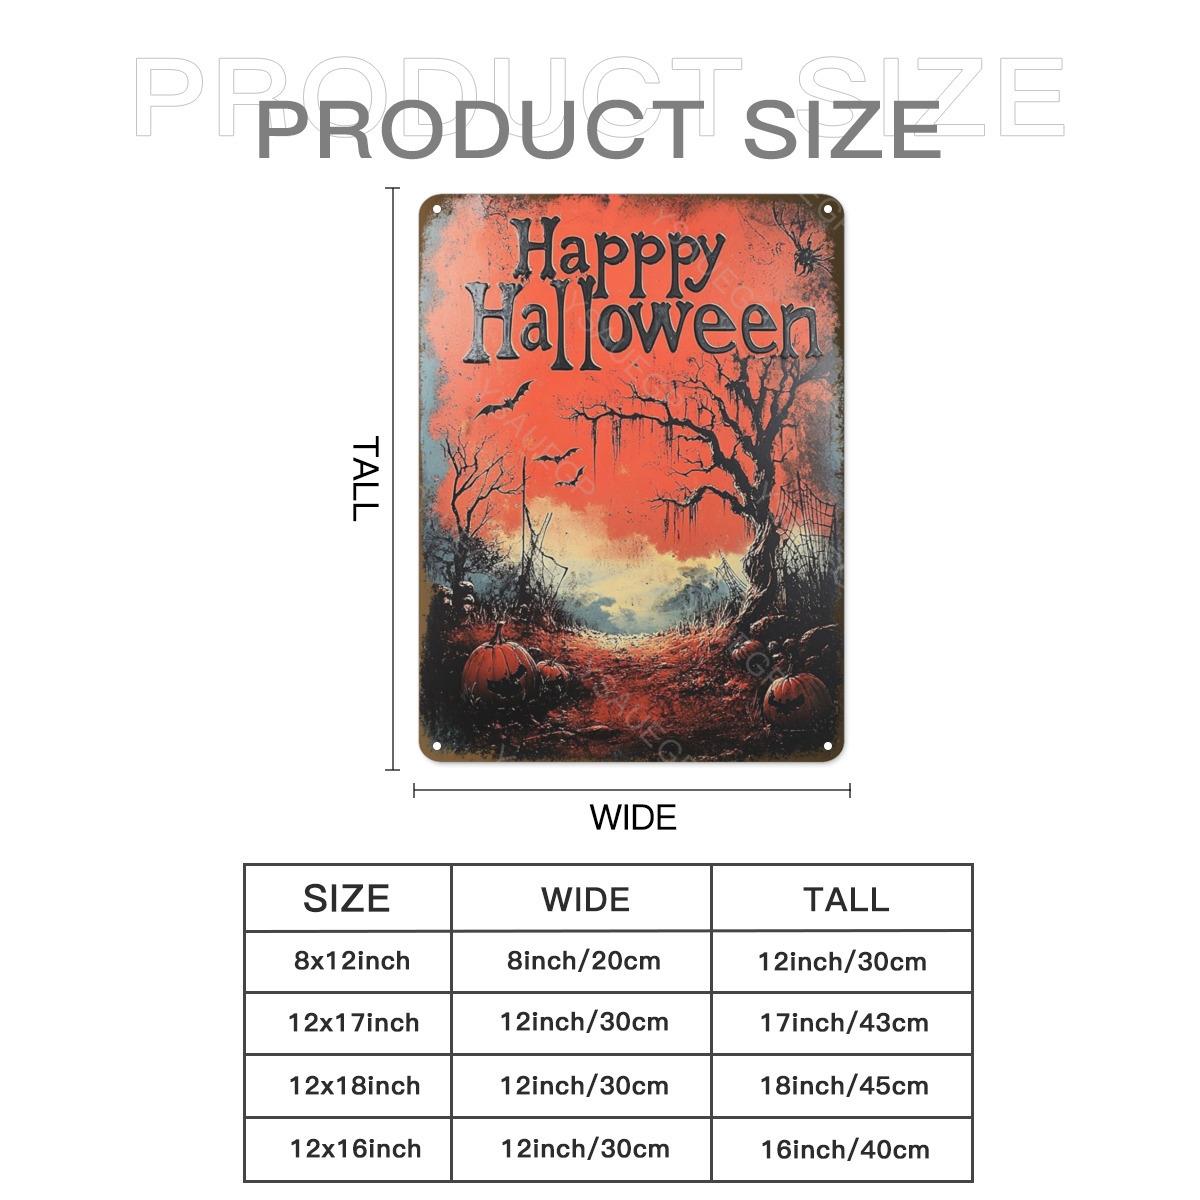 PRODUCT SIZE
PRODUCT SIZE
Happpy
Halloween
TALL
WIDE
SIZE WIDE TALL
8x12inch 8inch/20cm 12inch/30cm
12x17inch 12inch/30cm 17inch/43cm
12x18inch 12inch/30cm 18inch/45cm
12x16inch 12inch/30cm 16inch/40cm